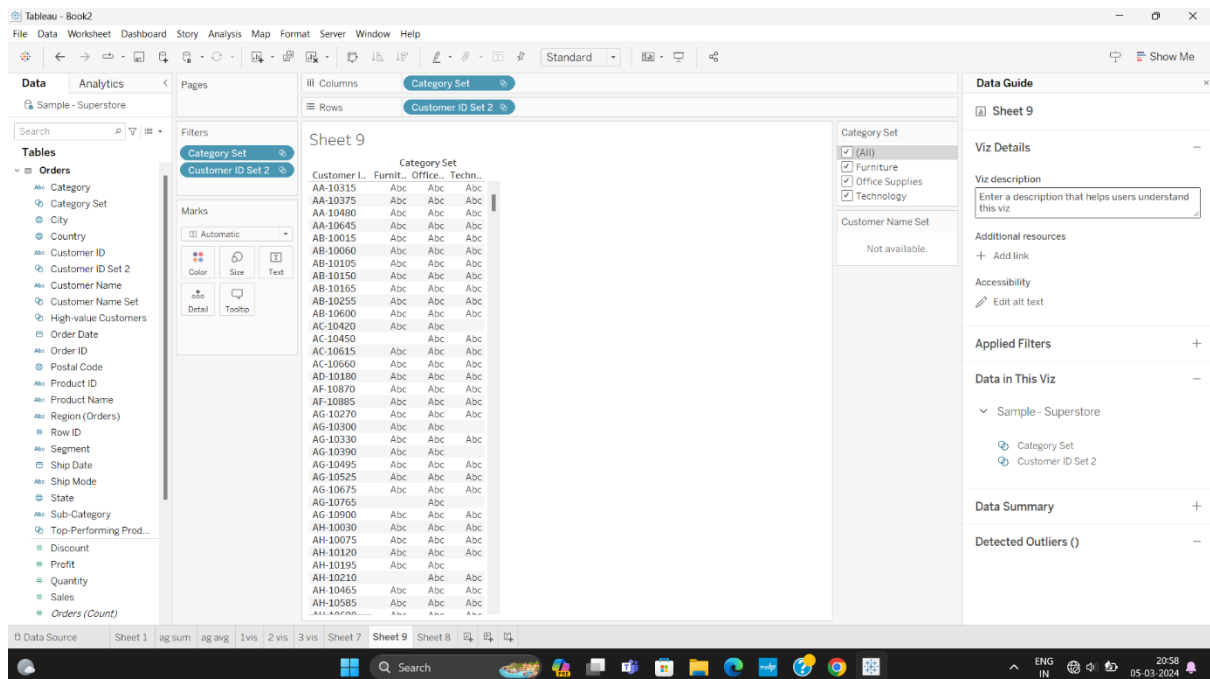 Tableau - Book2
File Data Worksheet Dashboard Story Analysis Map Format Server Window Help
Standard
Show Me
Data Analytics
Sample - Superstore
Search
Tables
Orders
Abc Category
Category Set
City
Country
Abc Customer ID
Customer ID Set 2
Abc Customer Name
Customer Name Set
High-value Customers
Order Date
Abc Order ID
Postal Code
Abc Product ID
Abc Product Name
Abc Region (Orders)
# Row ID
Abc Segment
Ship Date
Abc Ship Mode
State
Abc Sub-Category
Top-Performing Prod...
# Discount
# Profit
# Quantity
# Sales
# Orders (Count)
Pages
Filters
Category Set
Customer ID Set 2
Marks
Automatic
Color Size Text
Detail Tooltip
Columns Category Set
Rows Customer ID Set 2
Sheet 9
Category Set
Customer I.. Furnit.. Office.. Techn..
AA-10315 Abc Abc Abc
AA-10375 Abc Abc Abc
AA-10480 Abc Abc Abc
AA-10645 Abc Abc Abc
AB-10015 Abc Abc Abc
AB-10060 Abc Abc Abc
AB-10105 Abc Abc Abc
AB-10150 Abc Abc Abc
AB-10165 Abc Abc Abc
AB-10255 Abc Abc Abc
AB-10600 Abc Abc Abc
AC-10420 Abc Abc
AC-10450 Abc Abc
AC-10615 Abc Abc Abc
AC-10660 Abc Abc Abc
AD-10180 Abc Abc Abc
AF-10870 Abc Abc Abc
AF-10885 Abc Abc Abc
AG-10270 Abc Abc Abc
AG-10300 Abc Abc
AG-10330 Abc Abc Abc
AG-10390 Abc Abc
AG-10495 Abc Abc Abc
AG-10525 Abc Abc Abc
AG-10675 Abc Abc Abc
AG-10765 Abc
AG-10900 Abc Abc Abc
AH-10030 Abc Abc Abc
AH-10075 Abc Abc Abc
AH-10120 Abc Abc Abc
AH-10195 Abc Abc
AH-10210 Abc Abc
AH-10465 Abc Abc Abc
AH-10585 Abc Abc Abc
Category Set
(All)
Furniture
Office Supplies
Technology
Customer Name Set
Not available.
Data Guide
Sheet 9
Viz Details
Viz description
Enter a description that helps users understand
this viz
Additional resources
+ Add link
Accessibility
Edit alt text
Applied Filters
Data in This Viz
Sample - Superstore
Category Set
Customer ID Set 2
Data Summary
Detected Outliers ()
Data Source Sheet 1 ag sum ag avg 1vis 2 vis 3 vis Sheet 7 Sheet 9 Sheet 8
Search
PRE
ENG
IN
20:58
05-03-2024